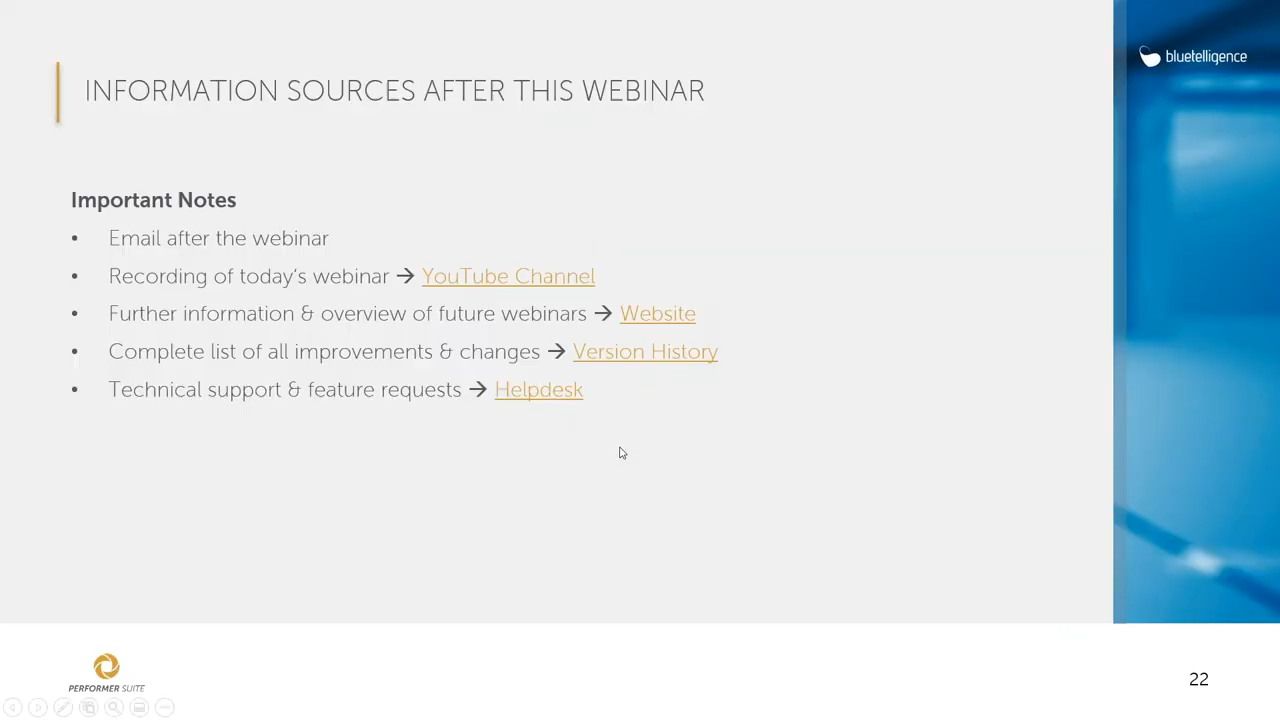 bluetelligence
INFORMATION SOURCES AFTER THIS WEBINAR
Important Notes
• Email after the webinar
• Recording of today's webinar → YouTube Channel
• Further information & overview of future webinars → Website
• Complete list of all improvements & changes → Version History
• Technical support & feature requests → Helpdesk
PERFORMER SUITE
22